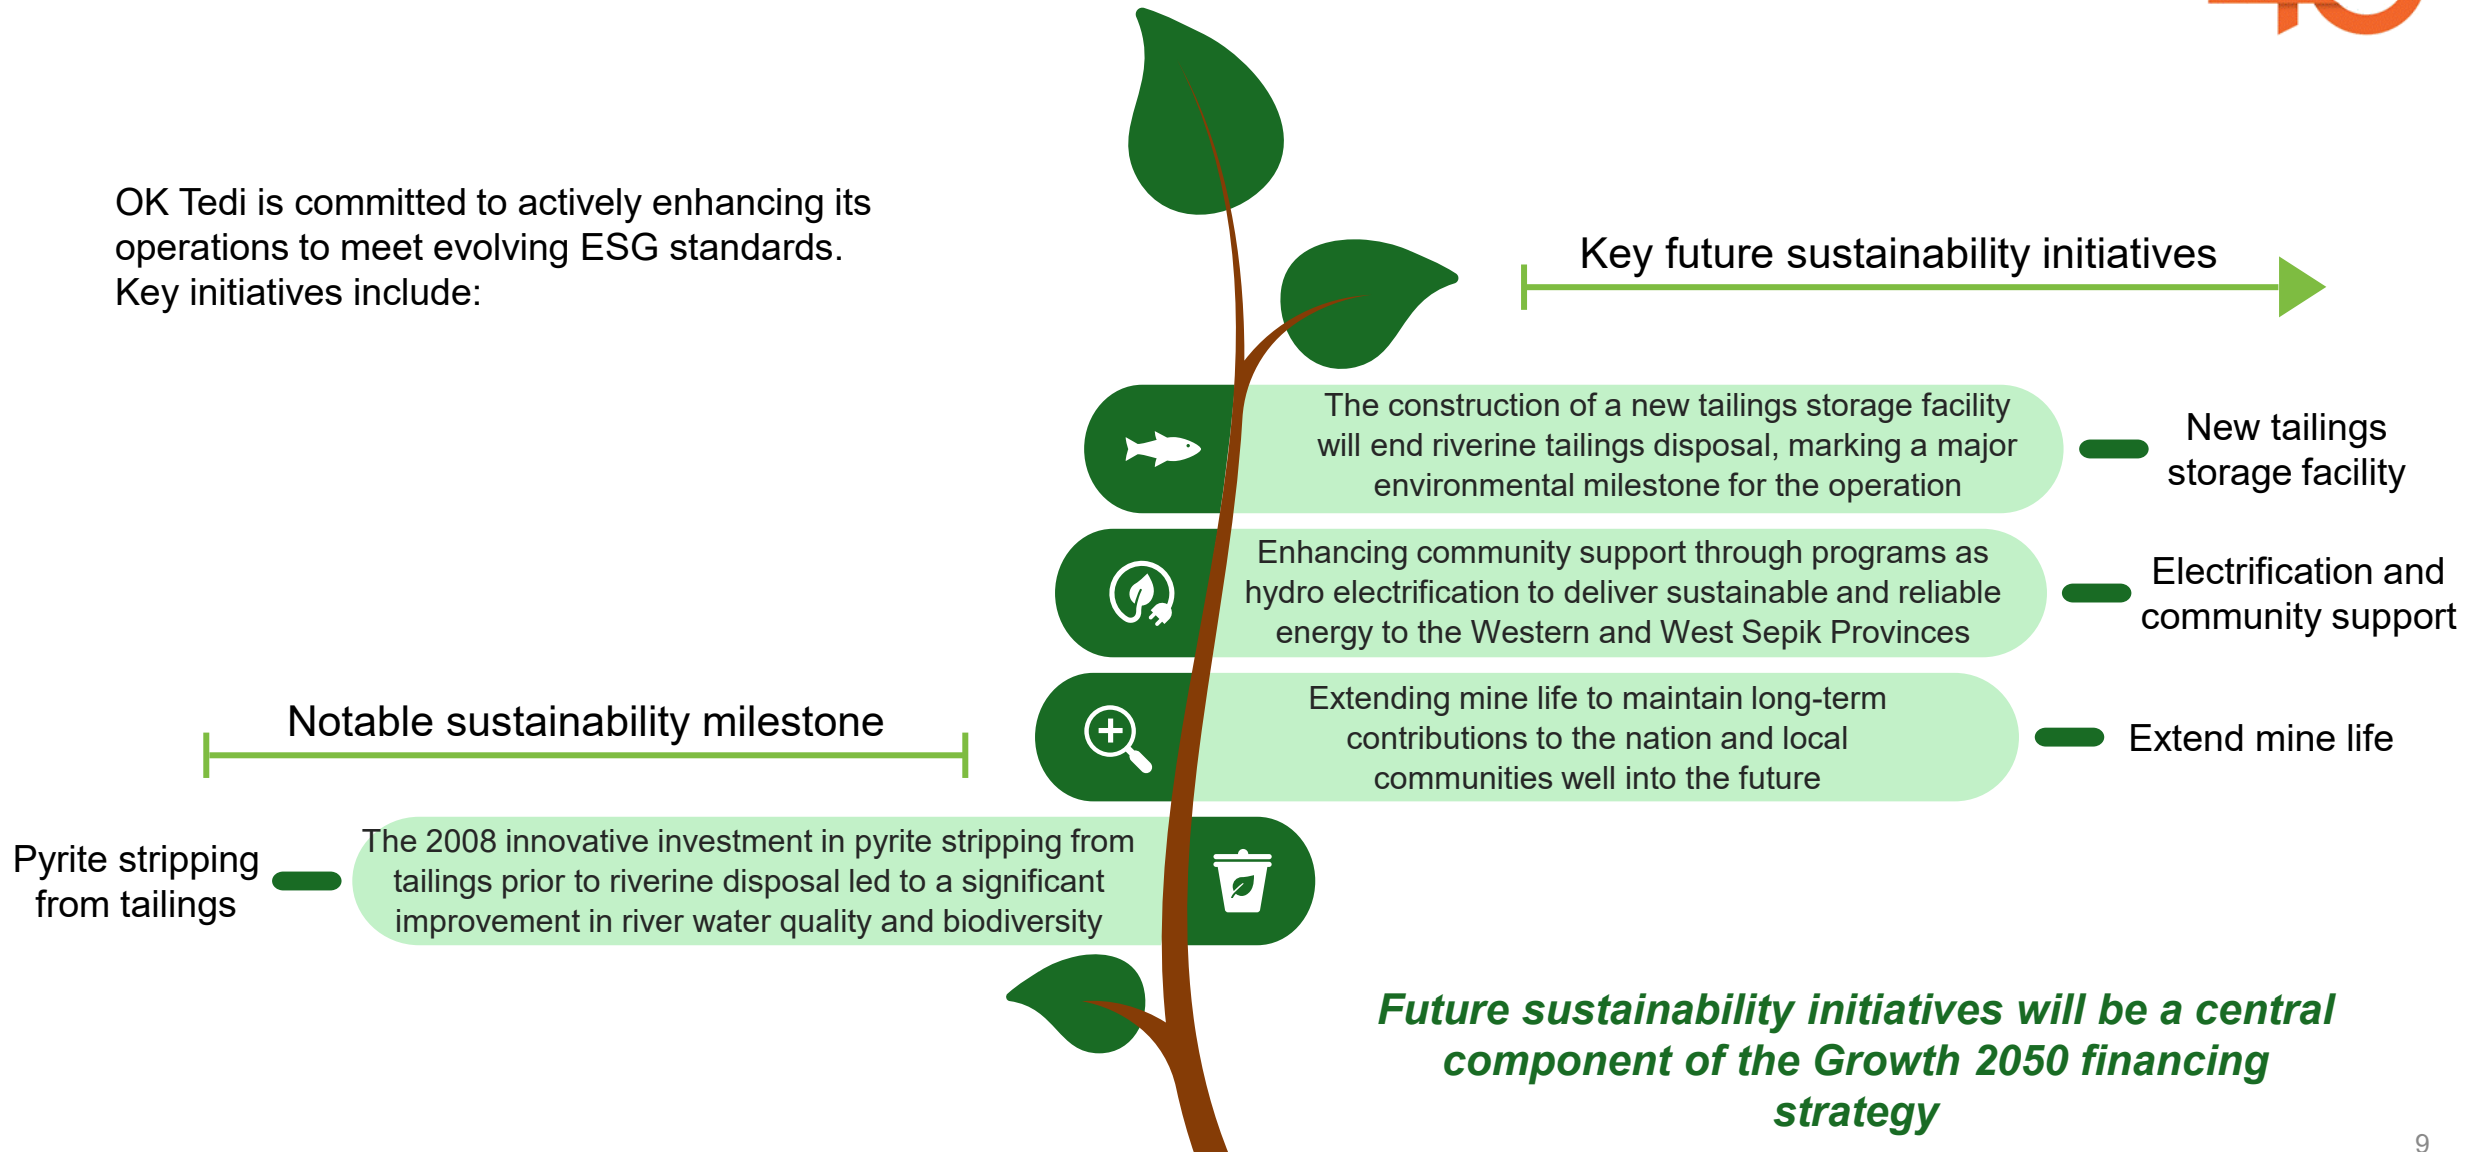 OK Tedi is committed to actively enhancing its
operations to meet evolving ESG standards.
Key initiatives include:
Key future sustainability initiatives
The construction of a new tailings storage facility
will end riverine tailings disposal, marking a major
environmental milestone for the operation
New tailings
storage facility
Enhancing community support through programs as
hydro electrification to deliver sustainable and reliable
energy to the Western and West Sepik Provinces
Electrification and
community support
Extending mine life to maintain long-term
contributions to the nation and local
communities well into the future
Extend mine life
Notable sustainability milestone
Pyrite stripping
from tailings
The 2008 innovative investment in pyrite stripping from
tailings prior to riverine disposal led to a significant
improvement in river water quality and biodiversity
Future sustainability initiatives will be a central
component of the Growth 2050 financing
strategy
9